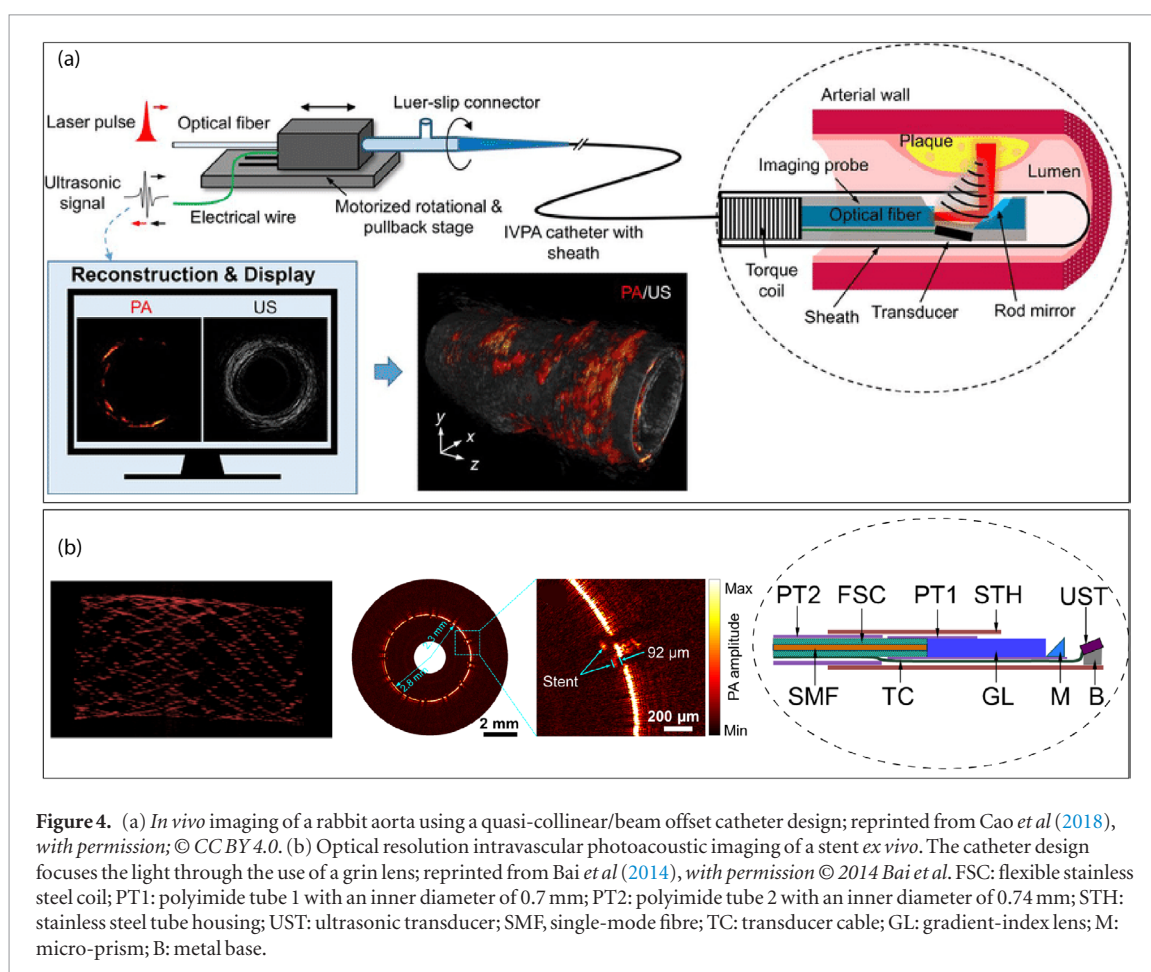 (a)
Luer-slip connector
Laser pulse
Optical fiber
Ultrasonic
signal
Electrical wire
Motorized rotational &
pullback stage
IVPA catheter with
sheath
Arterial wall
Plaque
Imaging probe
Lumen
Optical fiber
Torque
coil
Sheath
Transducer
Rod mirror
Reconstruction & Display
PA
US
PA/US
y
x
z
(b)
2.8 mm
2 mm
Stent
92 µm
200 µm
Max
PA amplitude
Min
PT2 FSC PT1 STH UST
SMF TC GL M B
Figure 4. (a) In vivo imaging of a rabbit aorta using a quasi-collinear/beam offset catheter design; reprinted from Cao et al (2018),
with permission; © CC BY 4.0. (b) Optical resolution intravascular photoacoustic imaging of a stent ex vivo. The catheter design
focuses the light through the use of a grin lens; reprinted from Bai et al (2014), with permission © 2014 Bai et al. FSC: flexible stainless
steel coil; PT1: polyimide tube 1 with an inner diameter of 0.7 mm; PT2: polyimide tube 2 with an inner diameter of 0.74 mm; STH:
stainless steel tube housing; UST: ultrasonic transducer; SMF, single-mode fibre; TC: transducer cable; GL: gradient-index lens; M:
micro-prism; B: metal base.